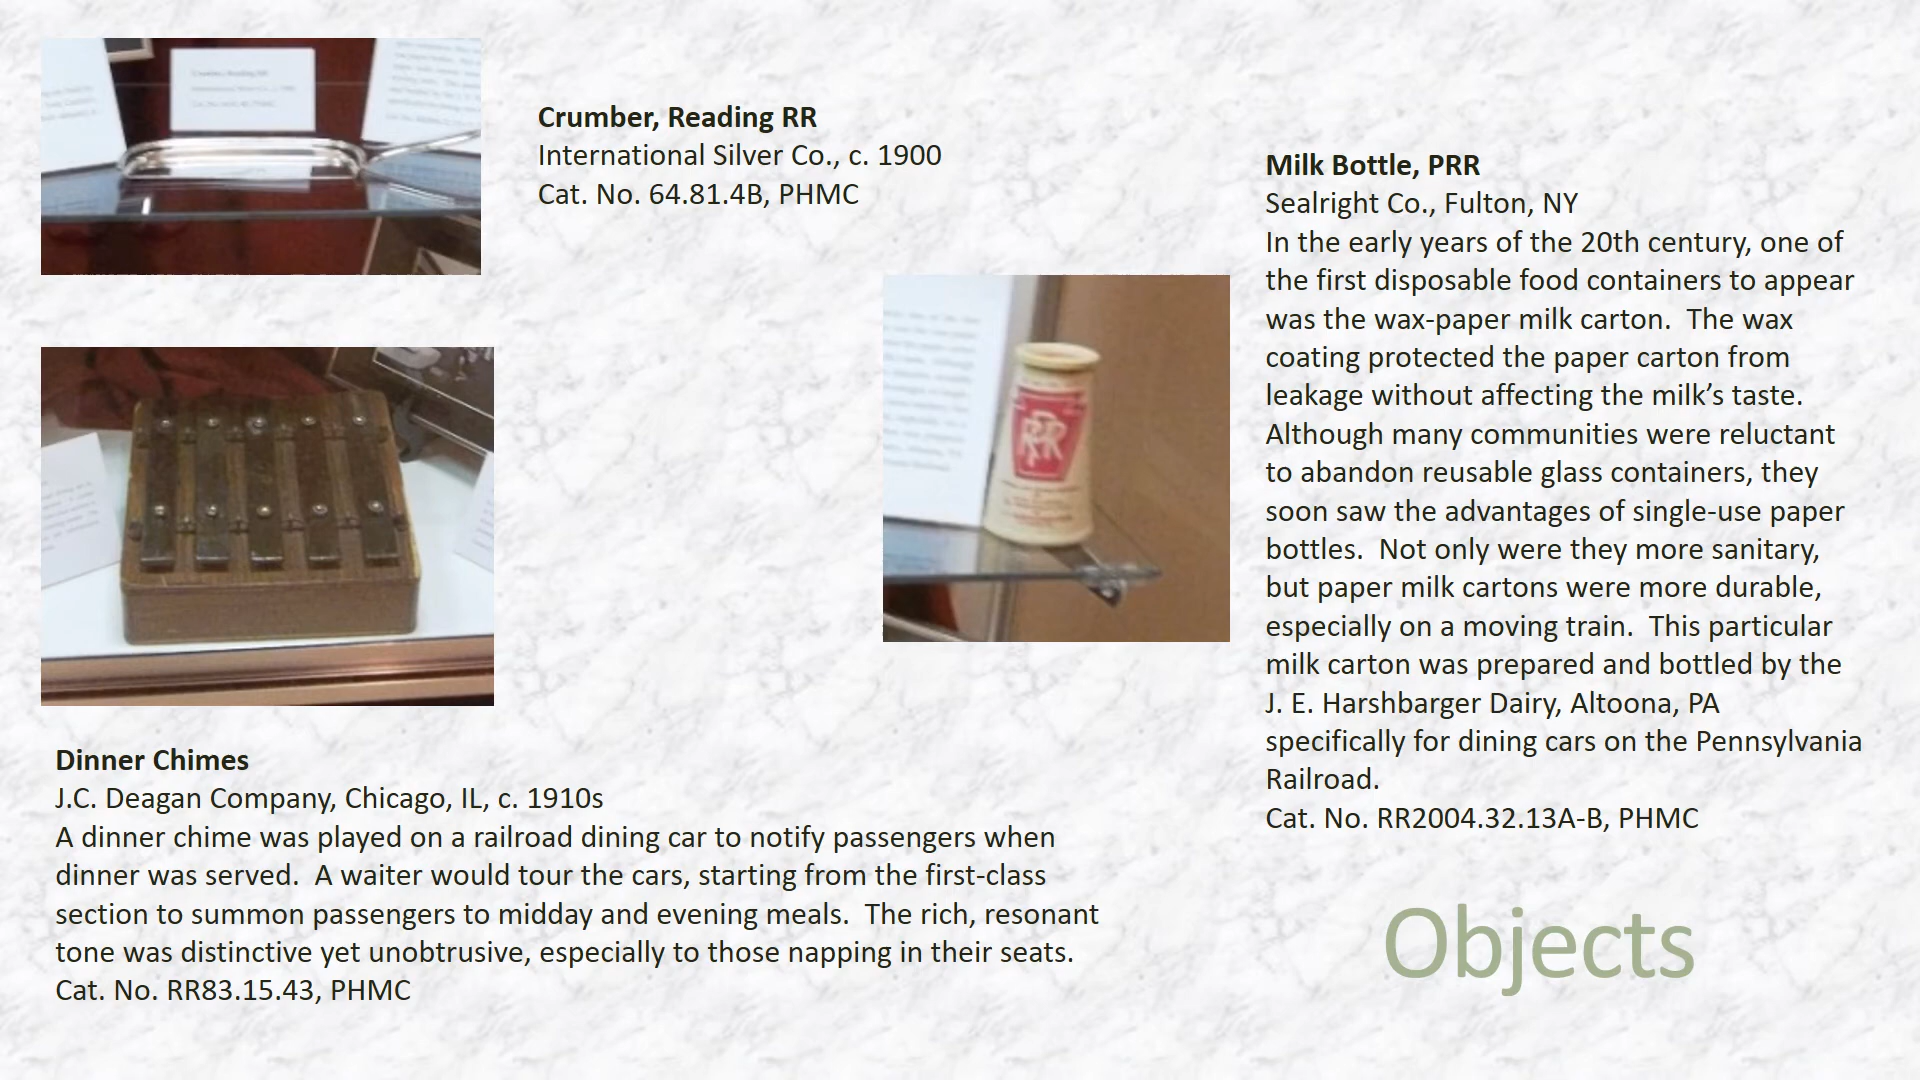 Crumber, Reading RR
International Silver Co., c. 1900
Cat. No. 64.81.4B, PHMC
Milk Bottle, PRR
Sealright Co., Fulton, NY
In the early years of the 20th century, one of
the first disposable food containers to appear
was the wax-paper milk carton.  The wax
coating protected the paper carton from
leakage without affecting the milk’s taste.
Although many communities were reluctant
to abandon reusable glass containers, they
soon saw the advantages of single-use paper
bottles.  Not only were they more sanitary,
but paper milk cartons were more durable,
especially on a moving train.  This particular
milk carton was prepared and bottled by the
J. E. Harshbarger Dairy, Altoona, PA
specifically for dining cars on the Pennsylvania
Railroad.
Cat. No. RR2004.32.13A-B, PHMC
PRR
Dinner Chimes
J.C. Deagan Company, Chicago, IL, c. 1910s
A dinner chime was played on a railroad dining car to notify passengers when
dinner was served.  A waiter would tour the cars, starting from the first-class
section to summon passengers to midday and evening meals.  The rich, resonant
tone was distinctive yet unobtrusive, especially to those napping in their seats.
Cat. No. RR83.15.43, PHMC
Objects